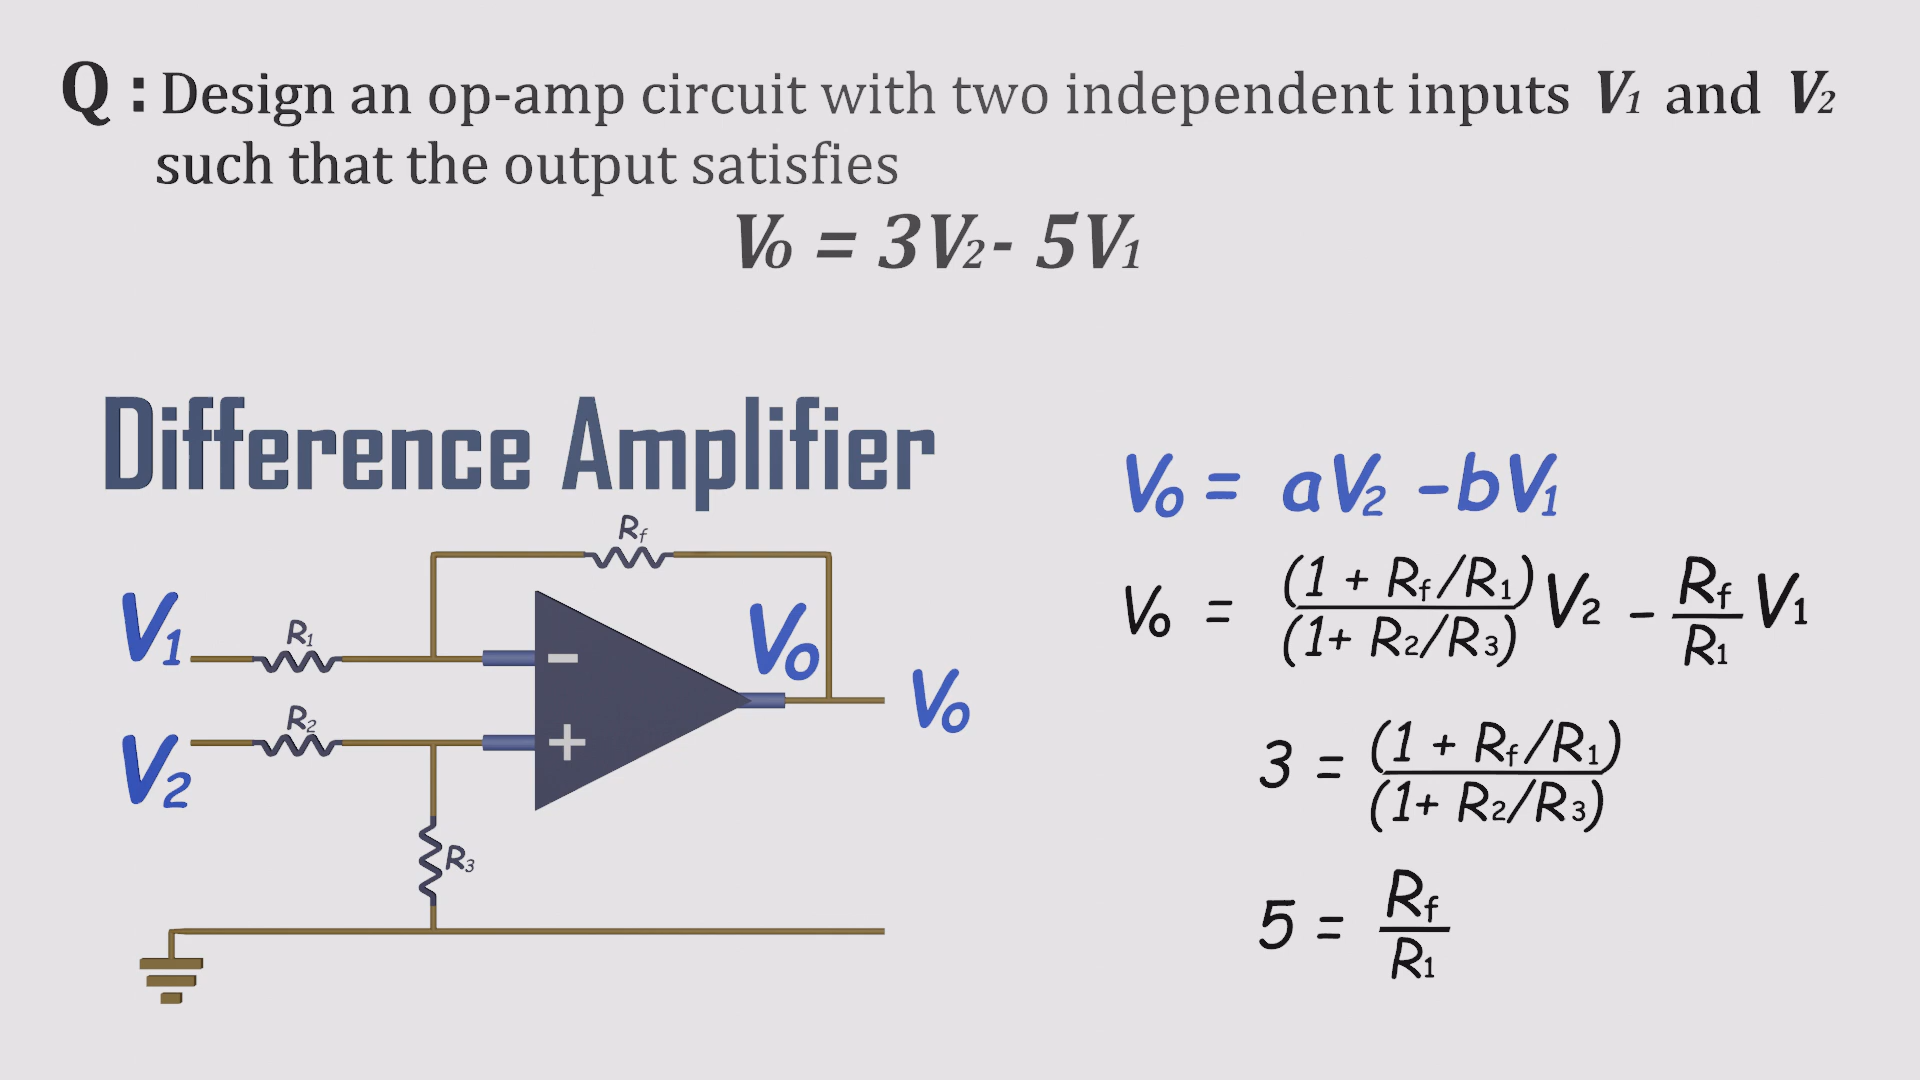 Q : Design an op-amp circuit with two independent inputs V₁ and V₂
such that the output satisfies
Vo = 3V₂- 5V₁
Difference Amplifier
Rf
V₁
R₁
−
Vo
Vo
R₂
V₂
+
R₃
Vo = aV₂ -bV₁
Vo = (1 + Rf/R₁)/(1+ R₂/R₃) V₂ - Rf/R₁ V₁
3 = (1 + Rf/R₁)/(1+ R₂/R₃)
5 = Rf/R₁